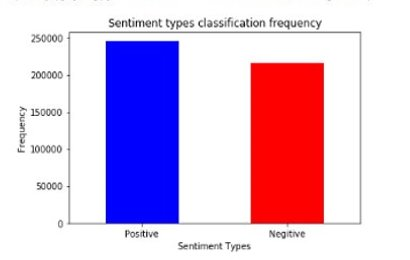 Sentiment types classification frequency
250000
200000
150000
100000
50000
0
Frequency
Positive Negitive
Sentiment Types